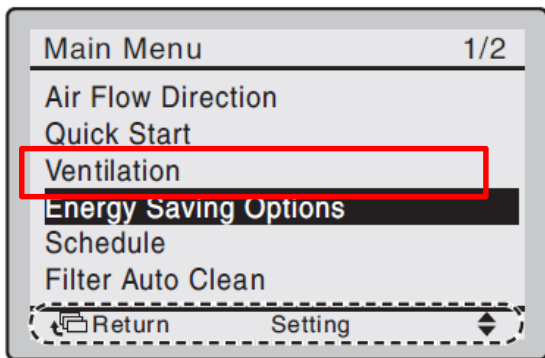 Main Menu 1/2
Air Flow Direction
Quick Start
Ventilation
Energy Saving Options
Schedule
Filter Auto Clean
Return Setting